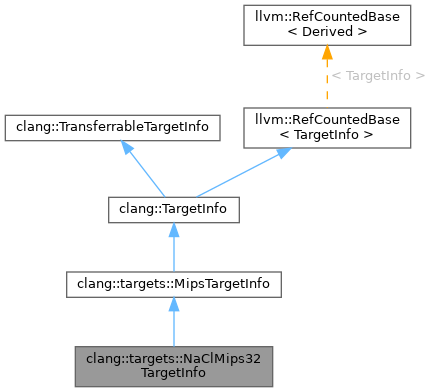 llvm::RefCountedBase
< Derived >
< TargetInfo >
clang::TransferrableTargetInfo
llvm::RefCountedBase
< TargetInfo >
clang::TargetInfo
clang::targets::MipsTargetInfo
clang::targets::NaClMips32
TargetInfo